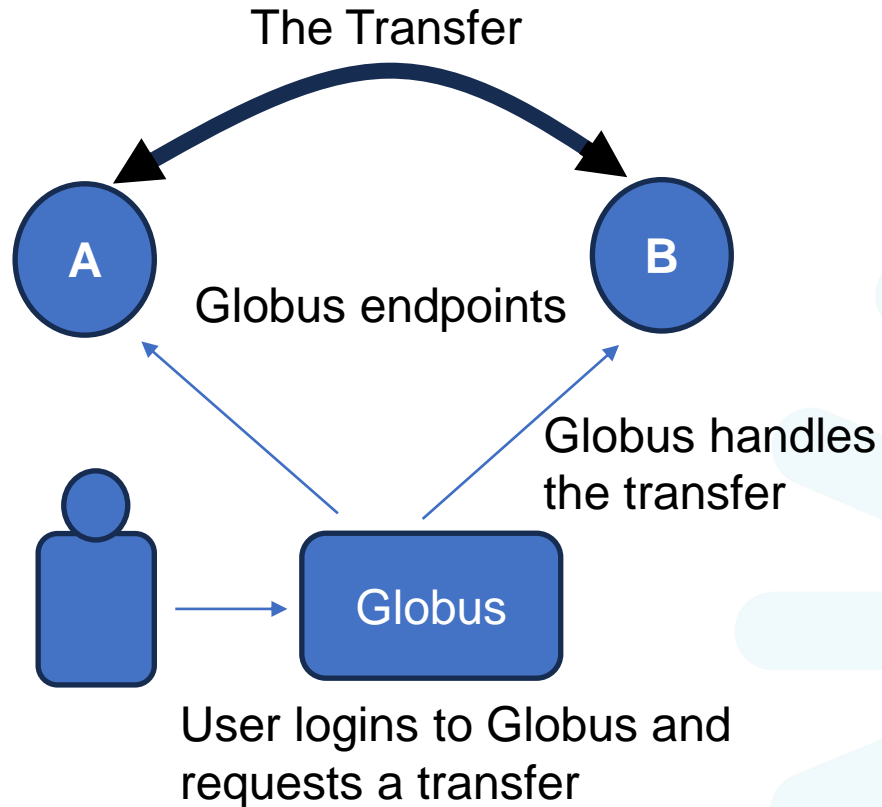 The Transfer
A
B
Globus endpoints
Globus handles
the transfer
Globus
User logins to Globus and
requests a transfer